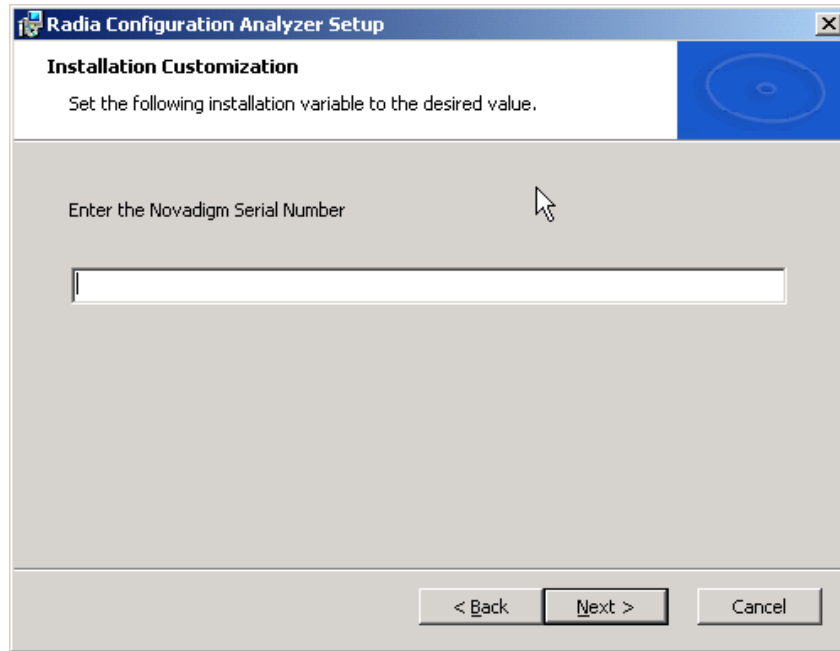 Radia Configuration Analyzer Setup
Installation Customization
Set the following installation variable to the desired value.
Enter the Novadigm Serial Number
< Back Next > Cancel